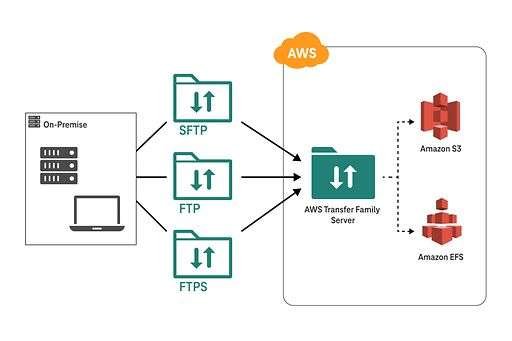 AWS
On-Premise
SFTP
FTP
FTPS
AWS Transfer Family
Server
Amazon S3
Amazon EFS